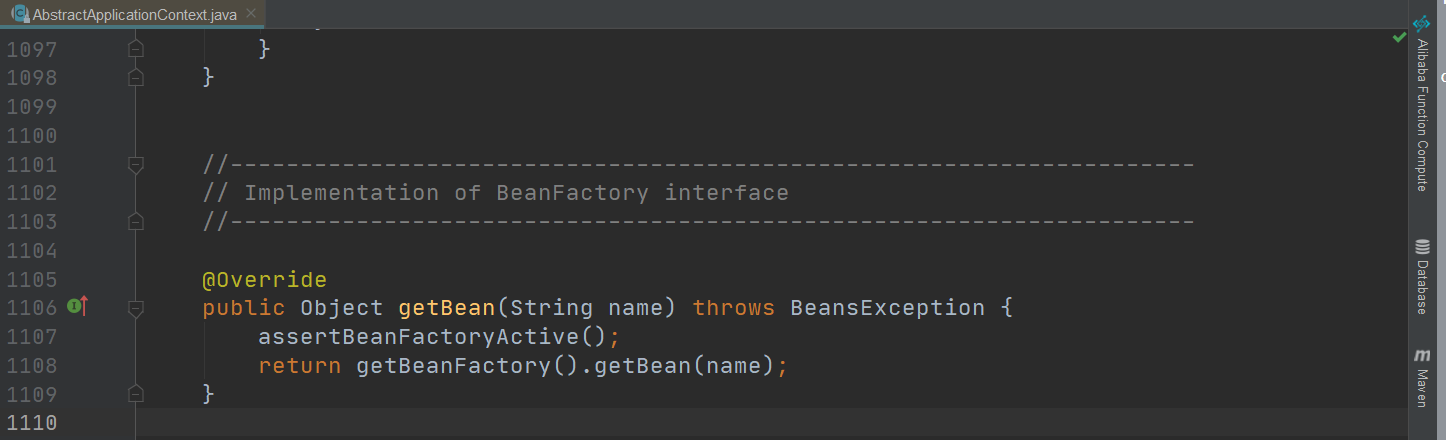 AbstractApplicationContext.java
1097 }
1098 }
1099
1100
1101 //---------------------------------------------------------------------
1102 // Implementation of BeanFactory interface
1103 //---------------------------------------------------------------------
1104
1105 @Override
1106 public Object getBean(String name) throws BeansException {
1107 assertBeanFactoryActive();
1108 return getBeanFactory().getBean(name);
1109 }
1110
Alibaba Function Compute
Database
Maven